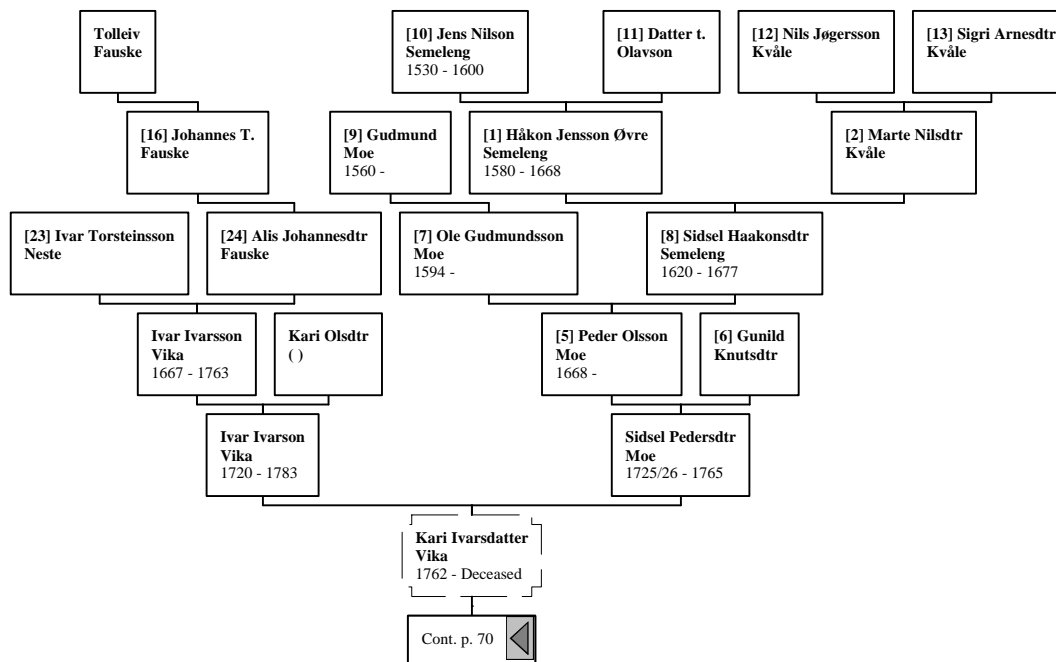 Tolleiv
Fauske
[10] Jens Nilson
Semeleng
1530 - 1600
[11] Datter t.
Olavson
[12] Nils Jøgersson
Kvåle
[13] Sigri Arnesdtr
Kvåle
[16] Johannes T.
Fauske
[9] Gudmund
Moe
1560 -
[1] Håkon Jensson Øvre
Semeleng
1580 - 1668
[2] Marte Nilsdtr
Kvåle
[23] Ivar Torsteinsson
Neste
[24] Alis Johannesdtr
Fauske
[7] Ole Gudmundsson
Moe
1594 -
[8] Sidsel Haakonsdtr
Semeleng
1620 - 1677
Ivar Ivarsson
Vika
1667 - 1763
Kari Olsdtr
( )
[5] Peder Olsson
Moe
1668 -
[6] Gunild
Knutsdtr
Ivar Ivarson
Vika
1720 - 1783
Sidsel Pedersdtr
Moe
1725/26 - 1765
Kari Ivarsdatter
Vika
1762 - Deceased
Cont. p. 70